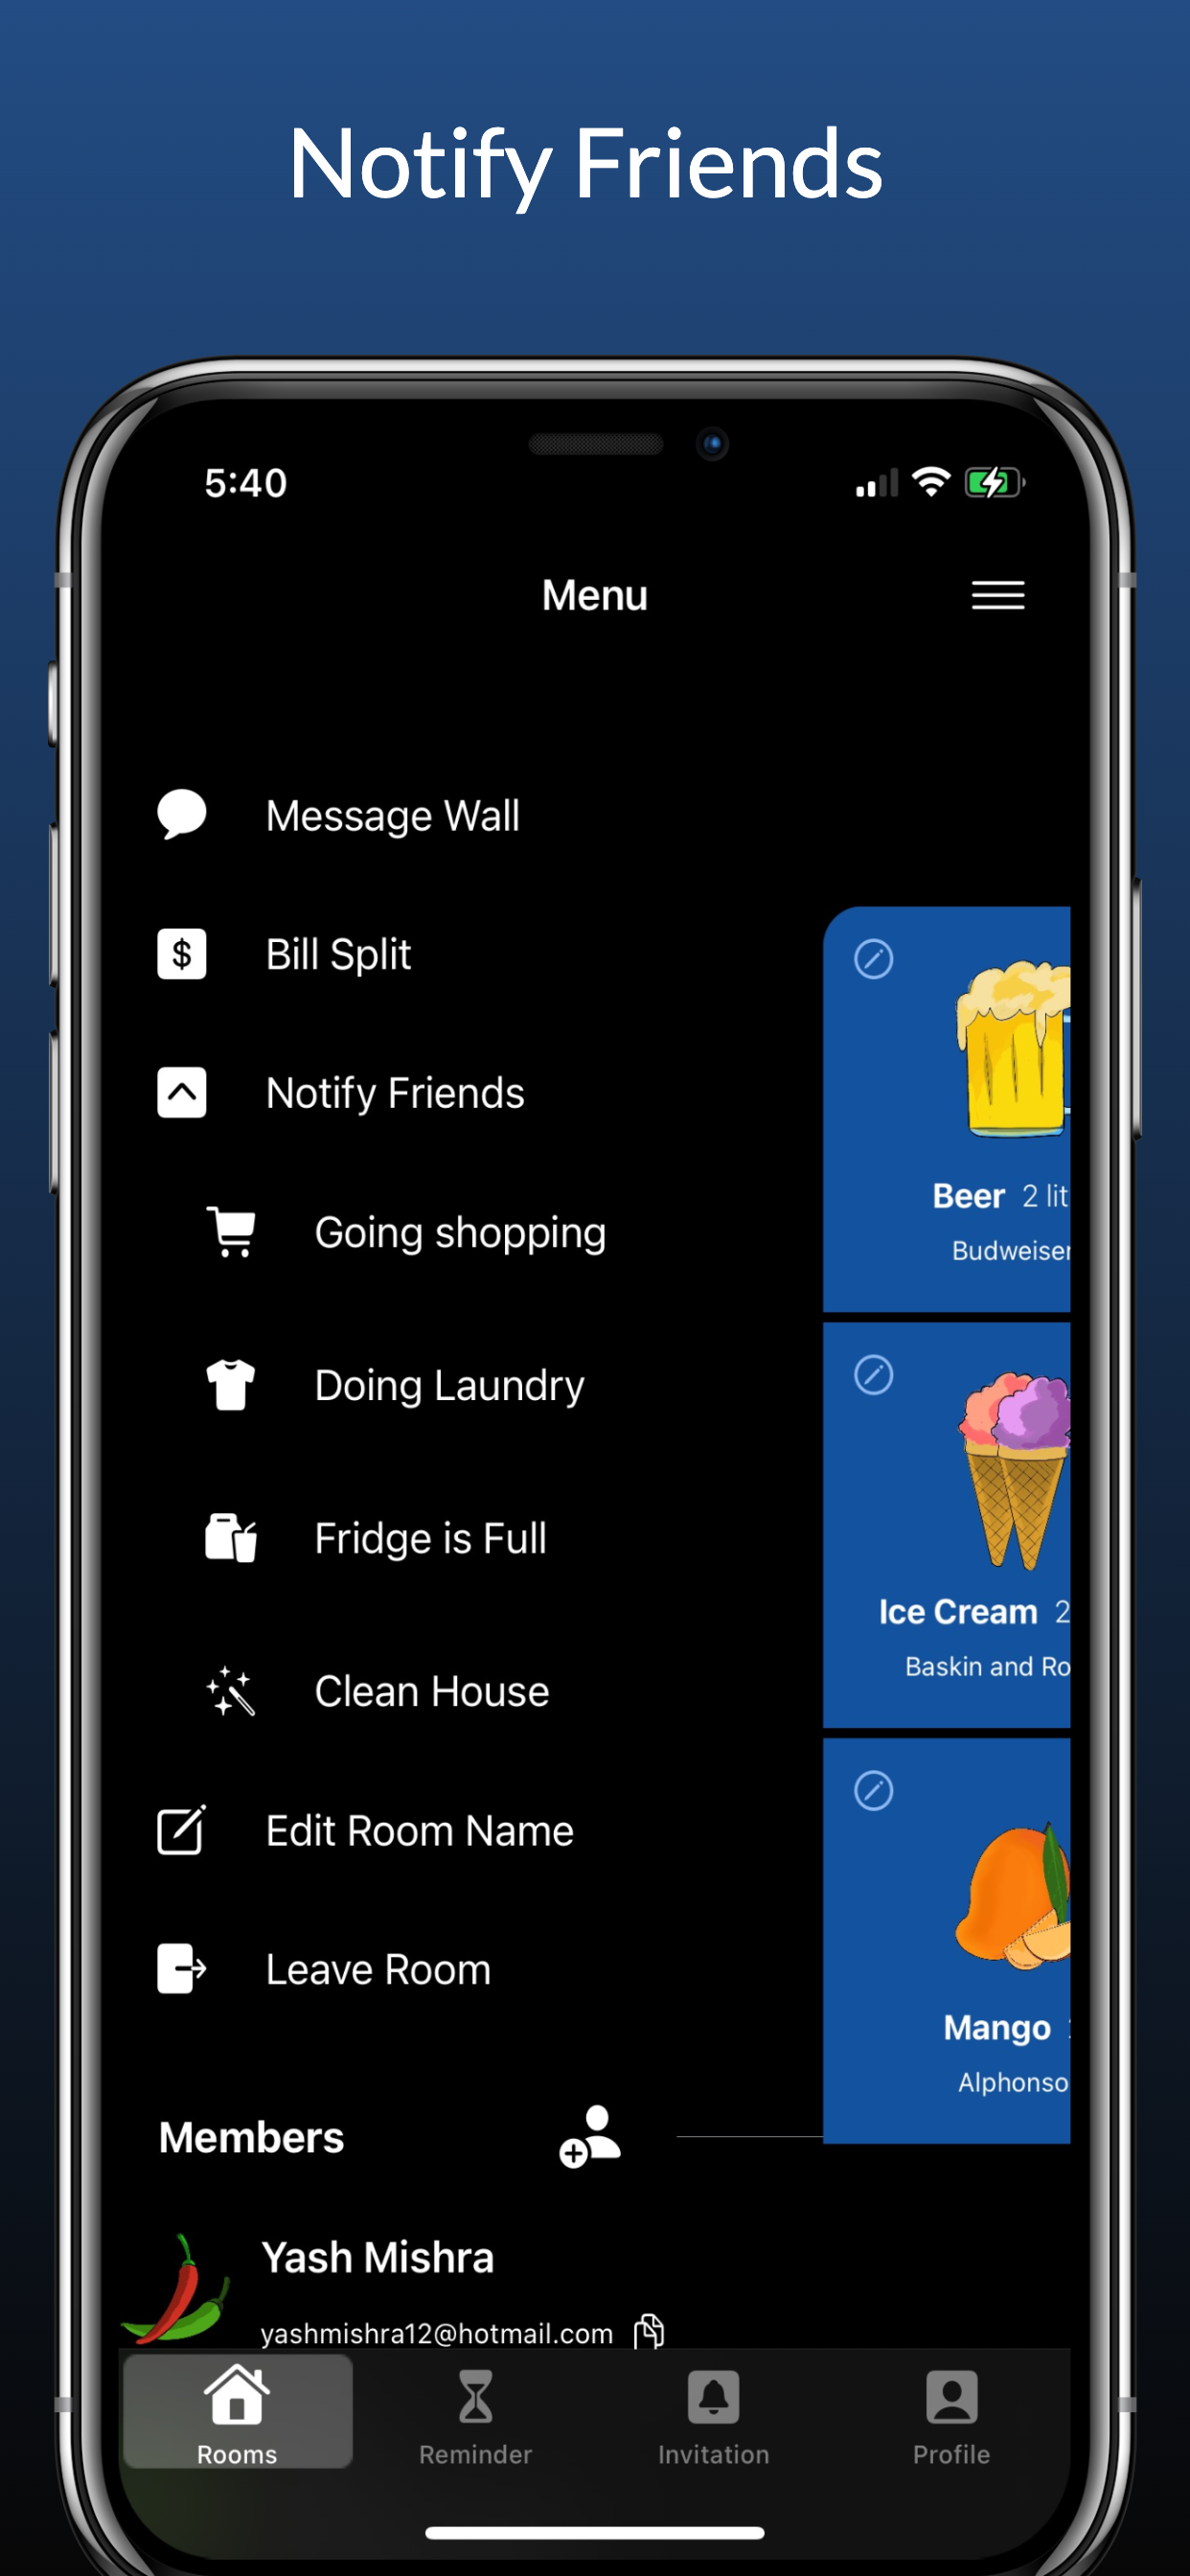 Notify Friends
5:40
Menu
Message Wall
Bill Split
Notify Friends
Going shopping
Doing Laundry
Fridge is Full
Clean House
Edit Room Name
Leave Room
Beer 2 lit
Budweiser
Ice Cream 2
Baskin and Ro
Mango
Alphonso
Members
Yash Mishra
yashmishra12@hotmail.com
Rooms
Reminder
Invitation
Profile